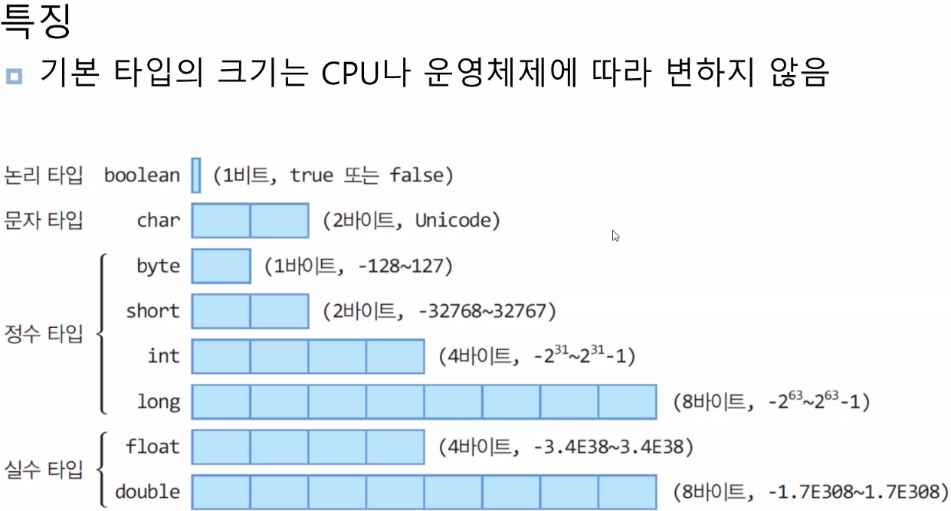 특징
기본 타입의 크기는 CPU나 운영체제에 따라 변하지 않음
논리 타입 boolean (1비트, true 또는 false)
문자 타입 char (2바이트, Unicode)
byte (1바이트, -128~127)
short (2바이트, -32768~32767)
정수 타입
int (4바이트, -2³¹~2³¹-1)
long (8바이트, -2⁶³~2⁶³-1)
float (4바이트, -3.4E38~3.4E38)
실수 타입
double (8바이트, -1.7E308~1.7E308)